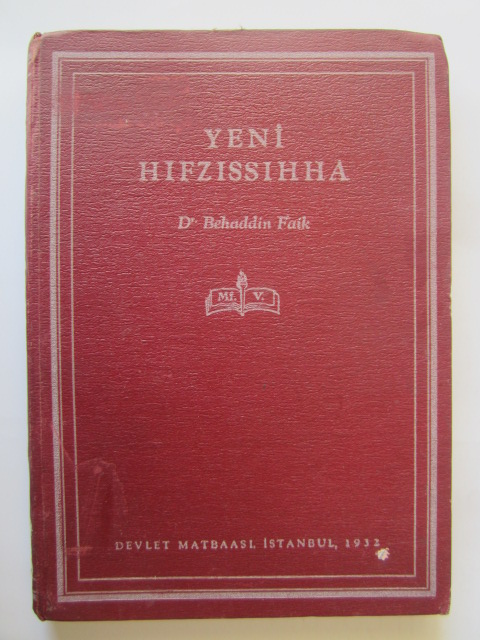 YENİ
HIFZISSIHHA
Dr. Behaddin Faik
Mf. V.
DEVLET MATBAASI, İSTANBUL, 1932